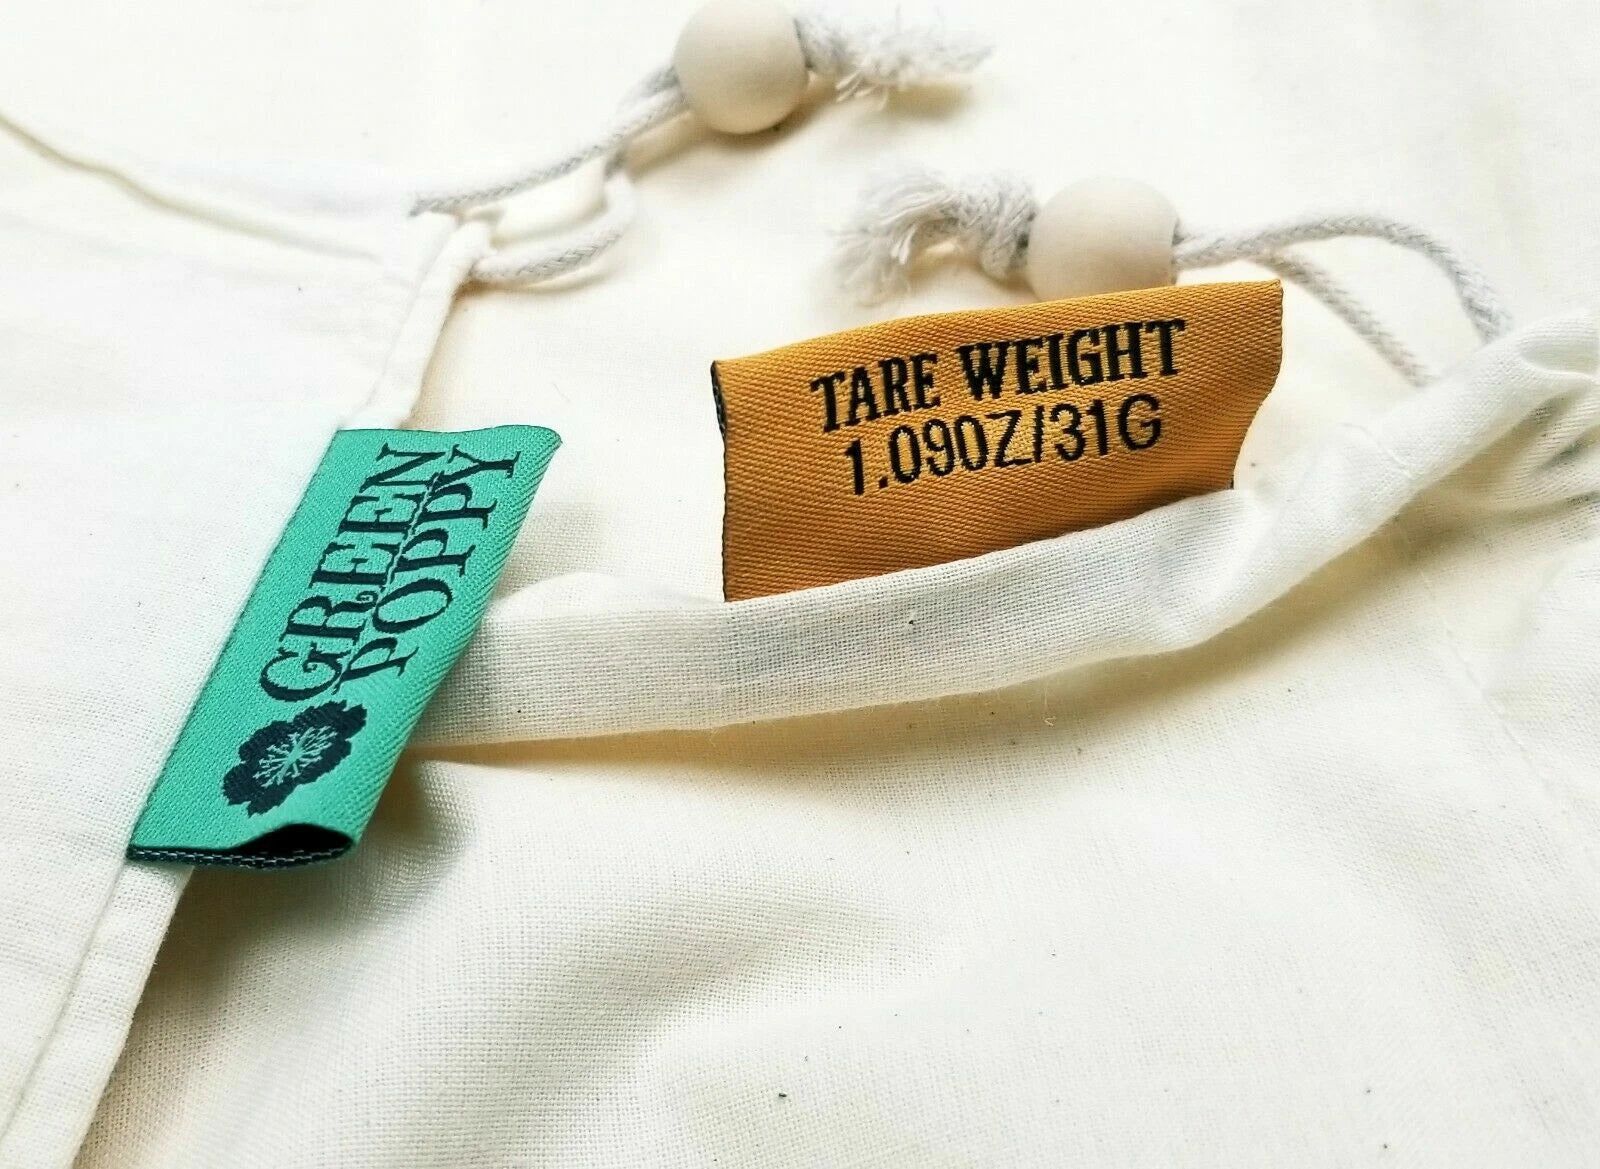 GREEN
POPPY
TARE WEIGHT
1.09OZ/31G